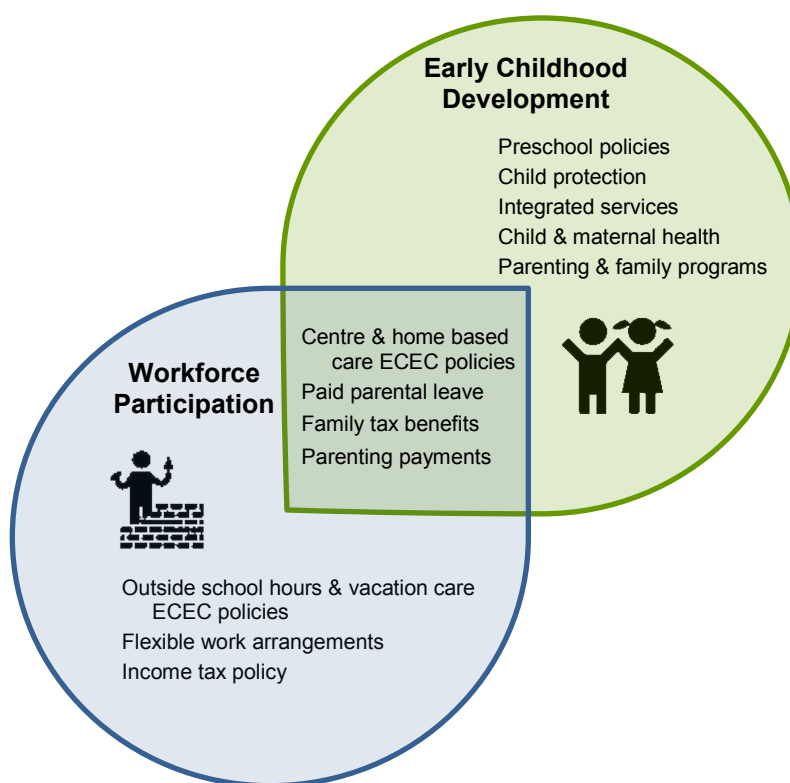 Early Childhood
Development
Preschool policies
Child protection
Integrated services
Child & maternal health
Parenting & family programs
Centre & home based
care ECEC policies
Paid parental leave
Family tax benefits
Parenting payments
Workforce
Participation
Outside school hours & vacation care
ECEC policies
Flexible work arrangements
Income tax policy